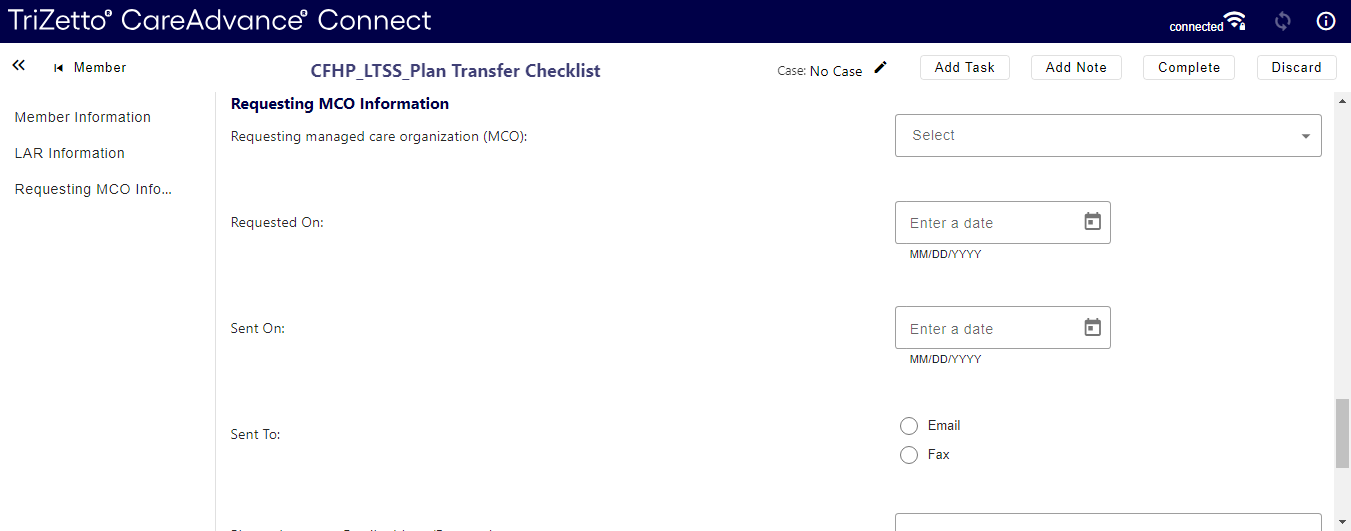 TriZetto® CareAdvance® Connect
connected
Member
CFHP_LTSS_Plan Transfer Checklist
Case: No Case
Add Task
Add Note
Complete
Discard
Member Information
LAR Information
Requesting MCO Info...
Requesting MCO Information
Requesting managed care organization (MCO):
Select
Requested On:
Enter a date
MM/DD/YYYY
Sent On:
Enter a date
MM/DD/YYYY
Sent To:
Email
Fax